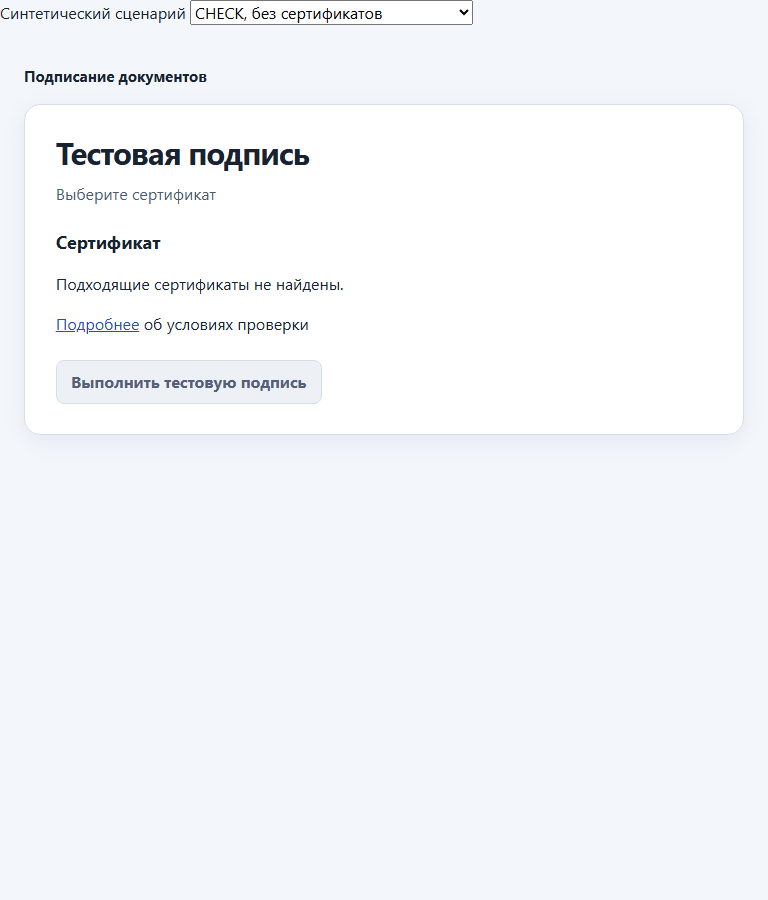 Синтетический сценарий CHECK, без сертификатов
Подписание документов
Тестовая подпись
Выберите сертификат
Сертификат
Подходящие сертификаты не найдены.
Подробнее об условиях проверки
Выполнить тестовую подпись